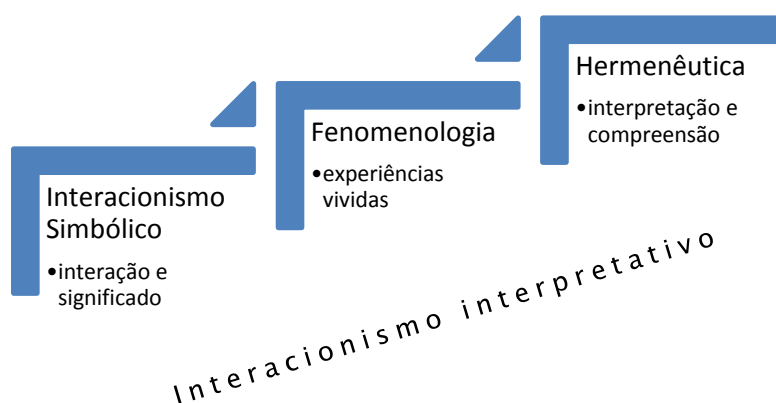 Interacionismo
Simbólico
•interação e
significado
Fenomenologia
•experiências
vividas
Hermenêutica
•interpretação e
compreensão
Interacionismo interpretativo